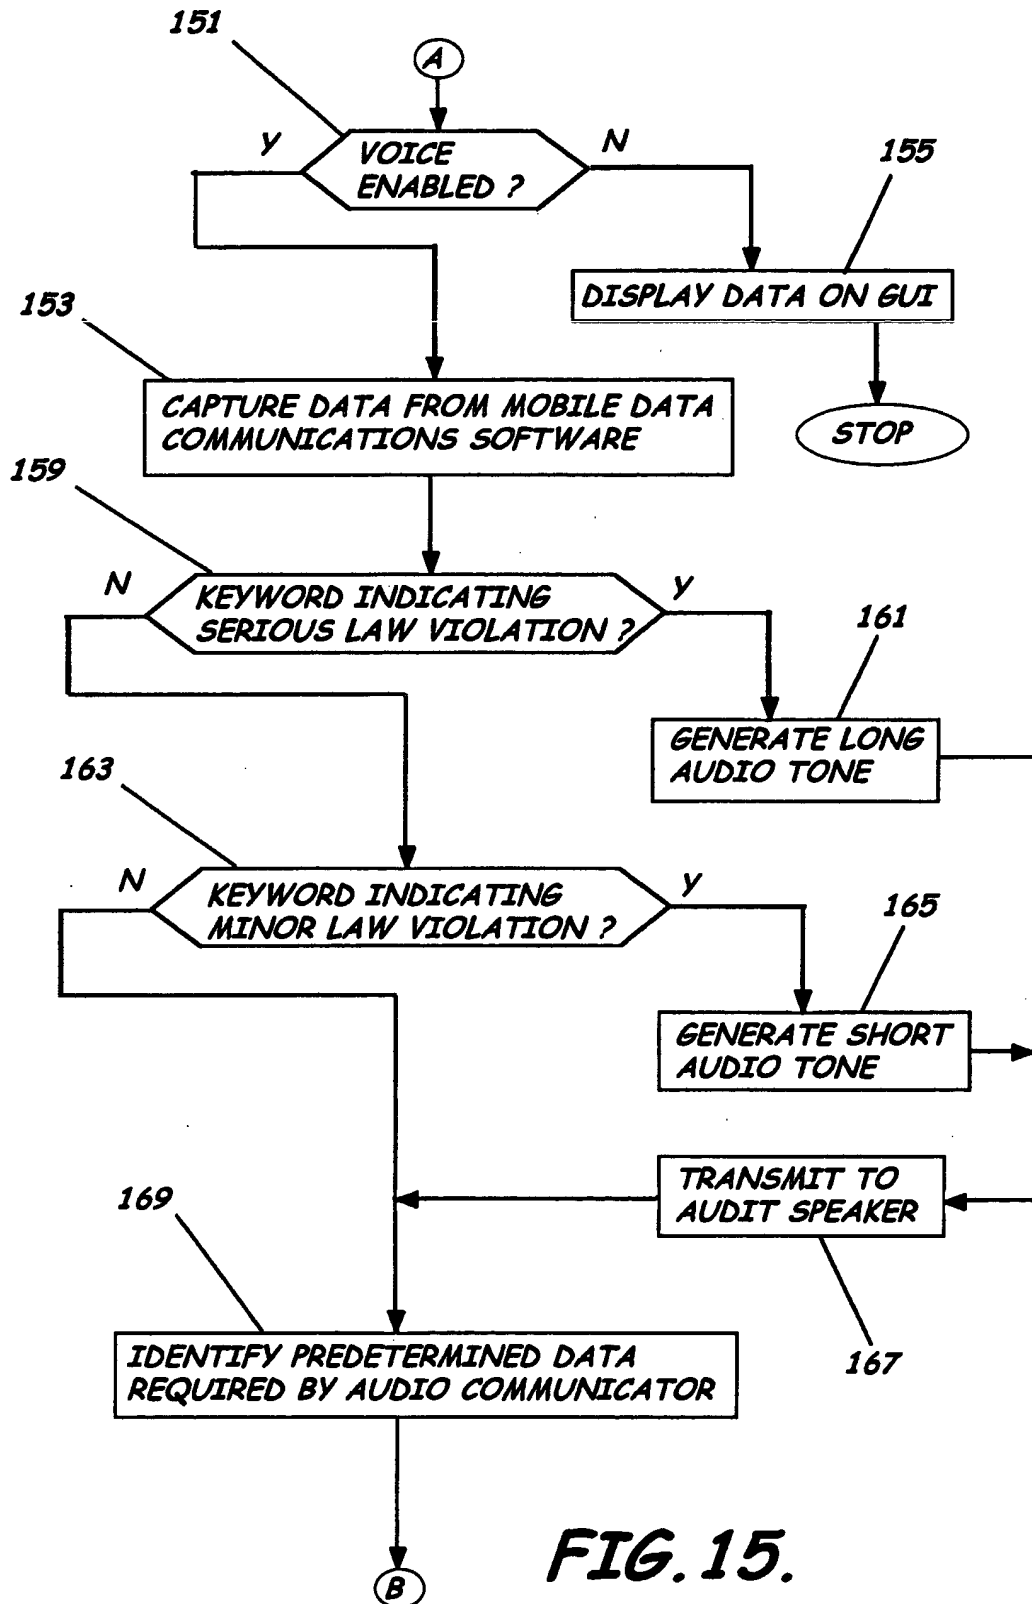 151
A
Y
VOICE
ENABLED ?
N
155
DISPLAY DATA ON GUI
STOP
153
CAPTURE DATA FROM MOBILE DATA
COMMUNICATIONS SOFTWARE
159
N
KEYWORD INDICATING
SERIOUS LAW VIOLATION ?
Y
161
GENERATE LONG
AUDIO TONE
163
N
KEYWORD INDICATING
MINOR LAW VIOLATION ?
Y
165
GENERATE SHORT
AUDIO TONE
TRANSMIT TO
AUDIT SPEAKER
167
169
IDENTIFY PREDETERMINED DATA
REQUIRED BY AUDIO COMMUNICATOR
B
FIG. 15.